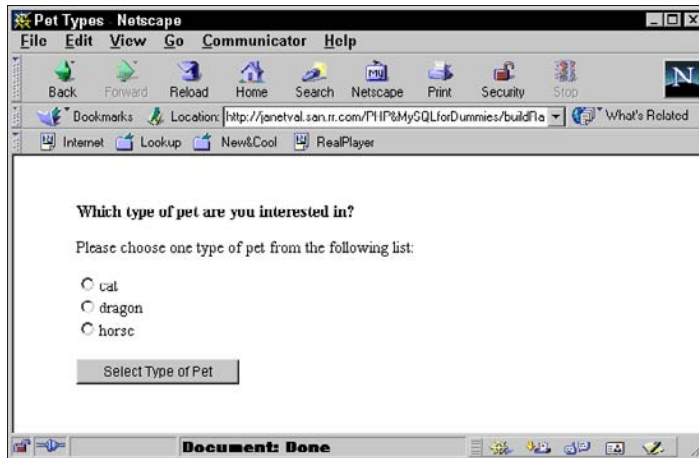 Pet Types - Netscape
File Edit View Go Communicator Help
Back Forward Reload Home Search Netscape Print Security Stop
My
N
Bookmarks Location: http://janetval.san.rr.com/PHP&MySQLforDummies/buildRa What's Related
Internet Lookup New&Cool RealPlayer
Which type of pet are you interested in?
Please choose one type of pet from the following list:
cat
dragon
horse
Select Type of Pet
Document: Done